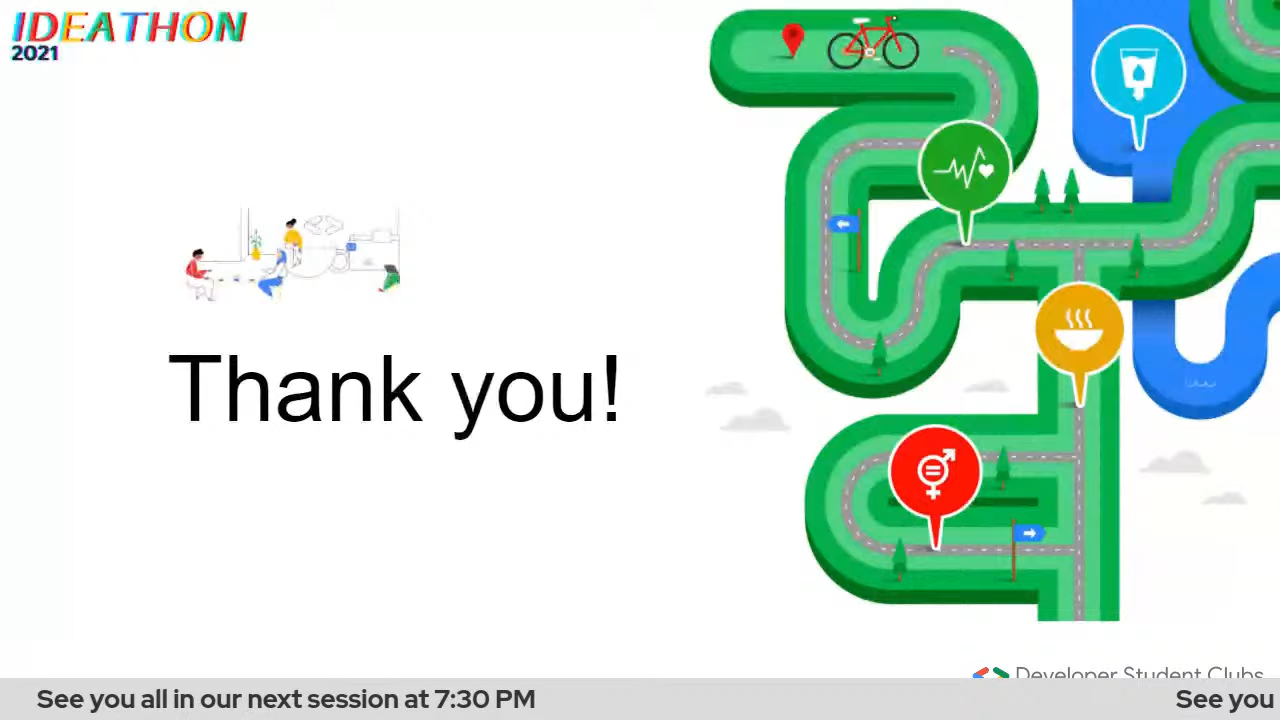 IDEATHON
2021
Thank you!
Developer Student Clubs
See you all in our next session at 7:30 PM
See you